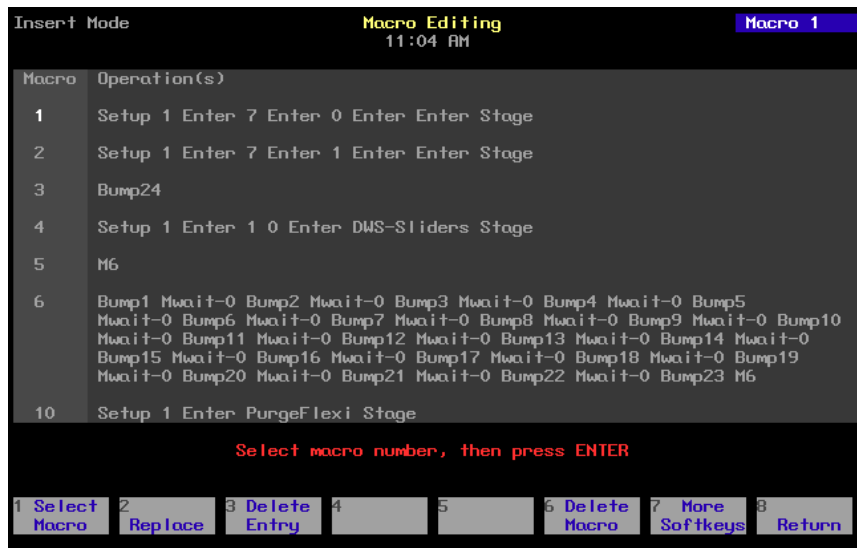 Insert Mode Macro Editing Macro 1
11:04 AM
Macro Operation(s)
1 Setup 1 Enter 7 Enter 0 Enter Enter Stage
2 Setup 1 Enter 7 Enter 1 Enter Enter Stage
3 Bump24
4 Setup 1 Enter 1 0 Enter DWS-Sliders Stage
5 M6
6 Bump1 Mwait-0 Bump2 Mwait-0 Bump3 Mwait-0 Bump4 Mwait-0 Bump5
Mwait-0 Bump6 Mwait-0 Bump7 Mwait-0 Bump8 Mwait-0 Bump9 Mwait-0 Bump10
Mwait-0 Bump11 Mwait-0 Bump12 Mwait-0 Bump13 Mwait-0 Bump14 Mwait-0
Bump15 Mwait-0 Bump16 Mwait-0 Bump17 Mwait-0 Bump18 Mwait-0 Bump19
Mwait-0 Bump20 Mwait-0 Bump21 Mwait-0 Bump22 Mwait-0 Bump23 M6
10 Setup 1 Enter PurgeFlexi Stage
Select macro number, then press ENTER
1 Select 2 3 Delete 4 5 6 Delete 7 More 8
Macro Replace Entry Macro Softkeys Return